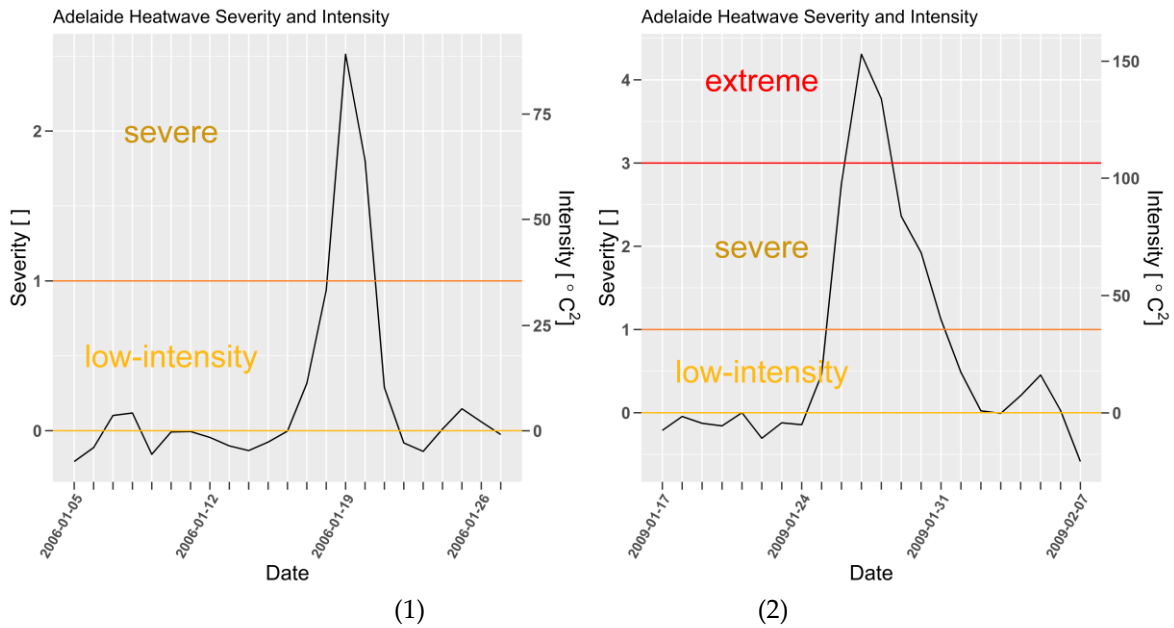 Adelaide Heatwave Severity and Intensity
severe
low-intensity
2
1
0
75
50
25
0
Severity [ ]
Intensity [ ° C²]
2006-01-05
2006-01-12
2006-01-19
2006-01-26
Date
(1)
Adelaide Heatwave Severity and Intensity
extreme
severe
low-intensity
4
3
2
1
0
150
100
50
0
Severity [ ]
Intensity [ ° C²]
2009-01-17
2009-01-24
2009-01-31
2009-02-07
Date
(2)